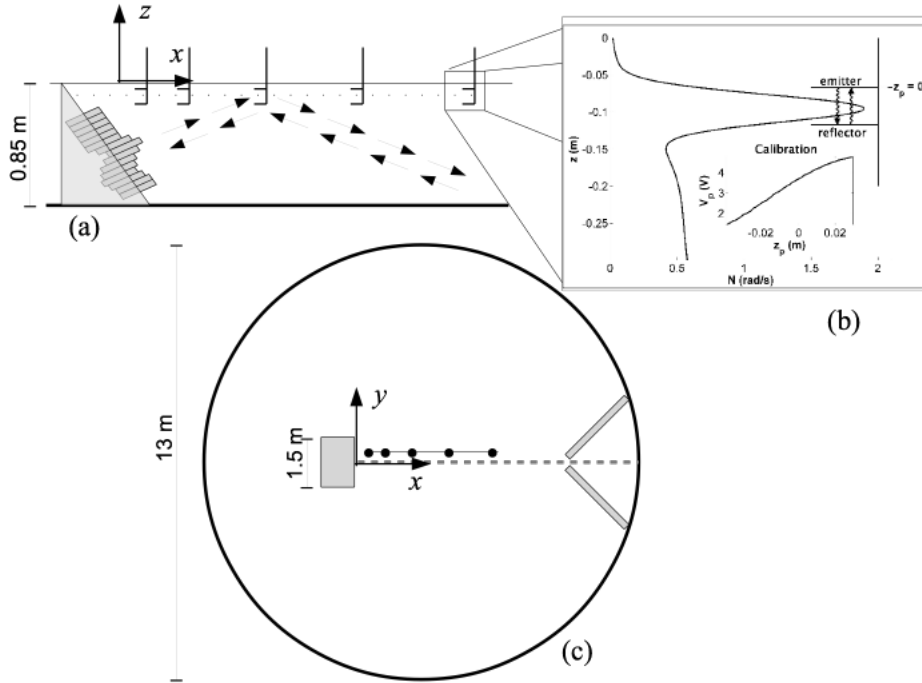 z
x
0.85 m
(a)
0
-0.05
-0.1
-0.15
-0.2
-0.25
z (m)
emitter
-z_p = 0
reflector
Calibration
V_p (V)
4
3
2
-0.02
0
0.02
z_p (m)
0
0.5
1
1.5
2
N (rad/s)
(b)
13 m
1.5 m
y
x
(c)